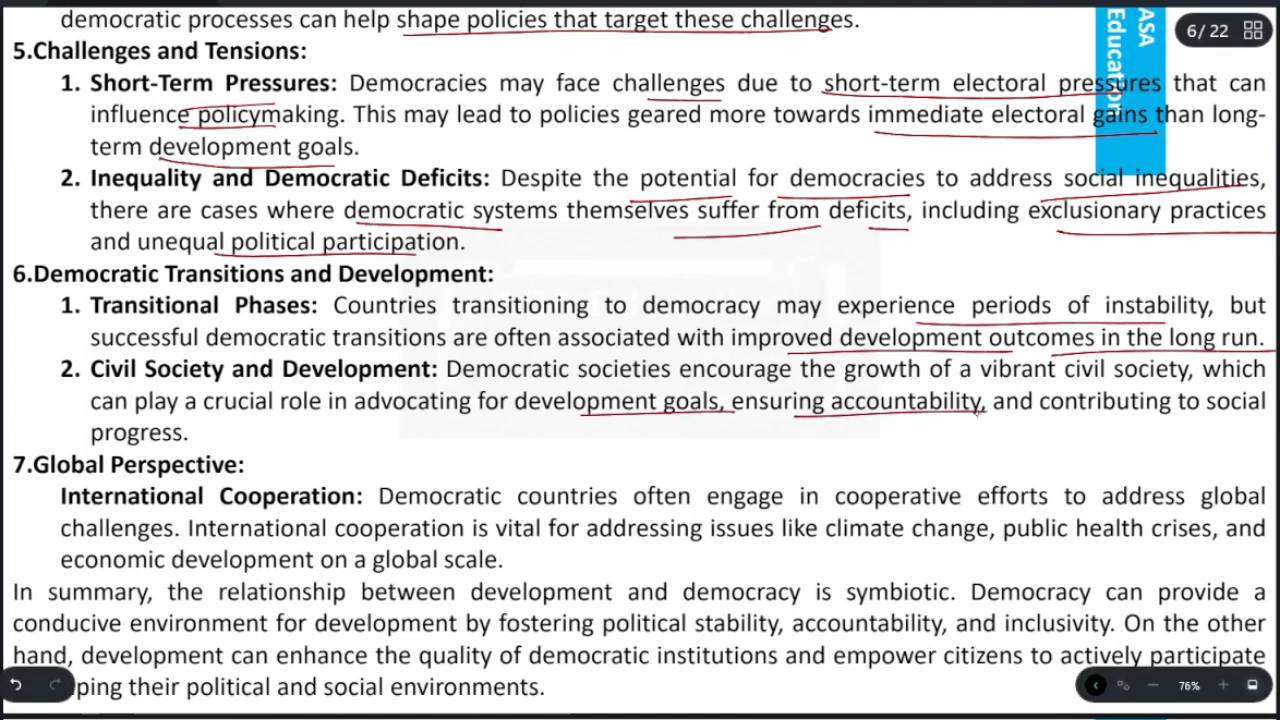 democratic processes can help shape policies that target these challenges.
5.Challenges and Tensions:
1. Short-Term Pressures: Democracies may face challenges due to short-term electoral pressures that can
influence policymaking. This may lead to policies geared more towards immediate electoral gains than long-
term development goals.
2. Inequality and Democratic Deficits: Despite the potential for democracies to address social inequalities,
there are cases where democratic systems themselves suffer from deficits, including exclusionary practices
and unequal political participation.
6.Democratic Transitions and Development:
1. Transitional Phases: Countries transitioning to democracy may experience periods of instability, but
successful democratic transitions are often associated with improved development outcomes in the long run.
2. Civil Society and Development: Democratic societies encourage the growth of a vibrant civil society, which
can play a crucial role in advocating for development goals, ensuring accountability, and contributing to social
progress.
7.Global Perspective:
International Cooperation: Democratic countries often engage in cooperative efforts to address global
challenges. International cooperation is vital for addressing issues like climate change, public health crises, and
economic development on a global scale.
In summary, the relationship between development and democracy is symbiotic. Democracy can provide a
conducive environment for development by fostering political stability, accountability, and inclusivity. On the other
hand, development can enhance the quality of democratic institutions and empower citizens to actively participate
ping their political and social environments.
ASA
Education
6/ 22
76%